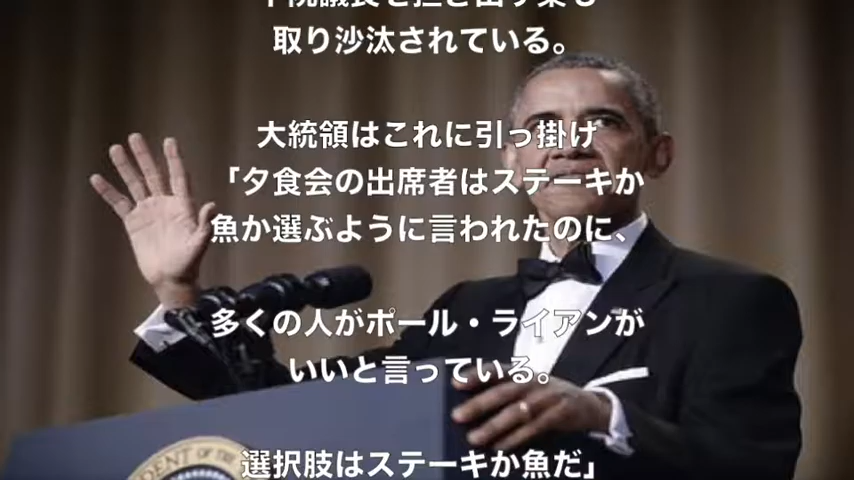 取り沙汰されている。
大統領はこれに引っ掛け
「夕食会の出席者はステーキか
魚か選ぶように言われたのに、
多くの人がポール・ライアンが
いいと言っている。
選択肢はステーキか魚だ」
DENT OF THE